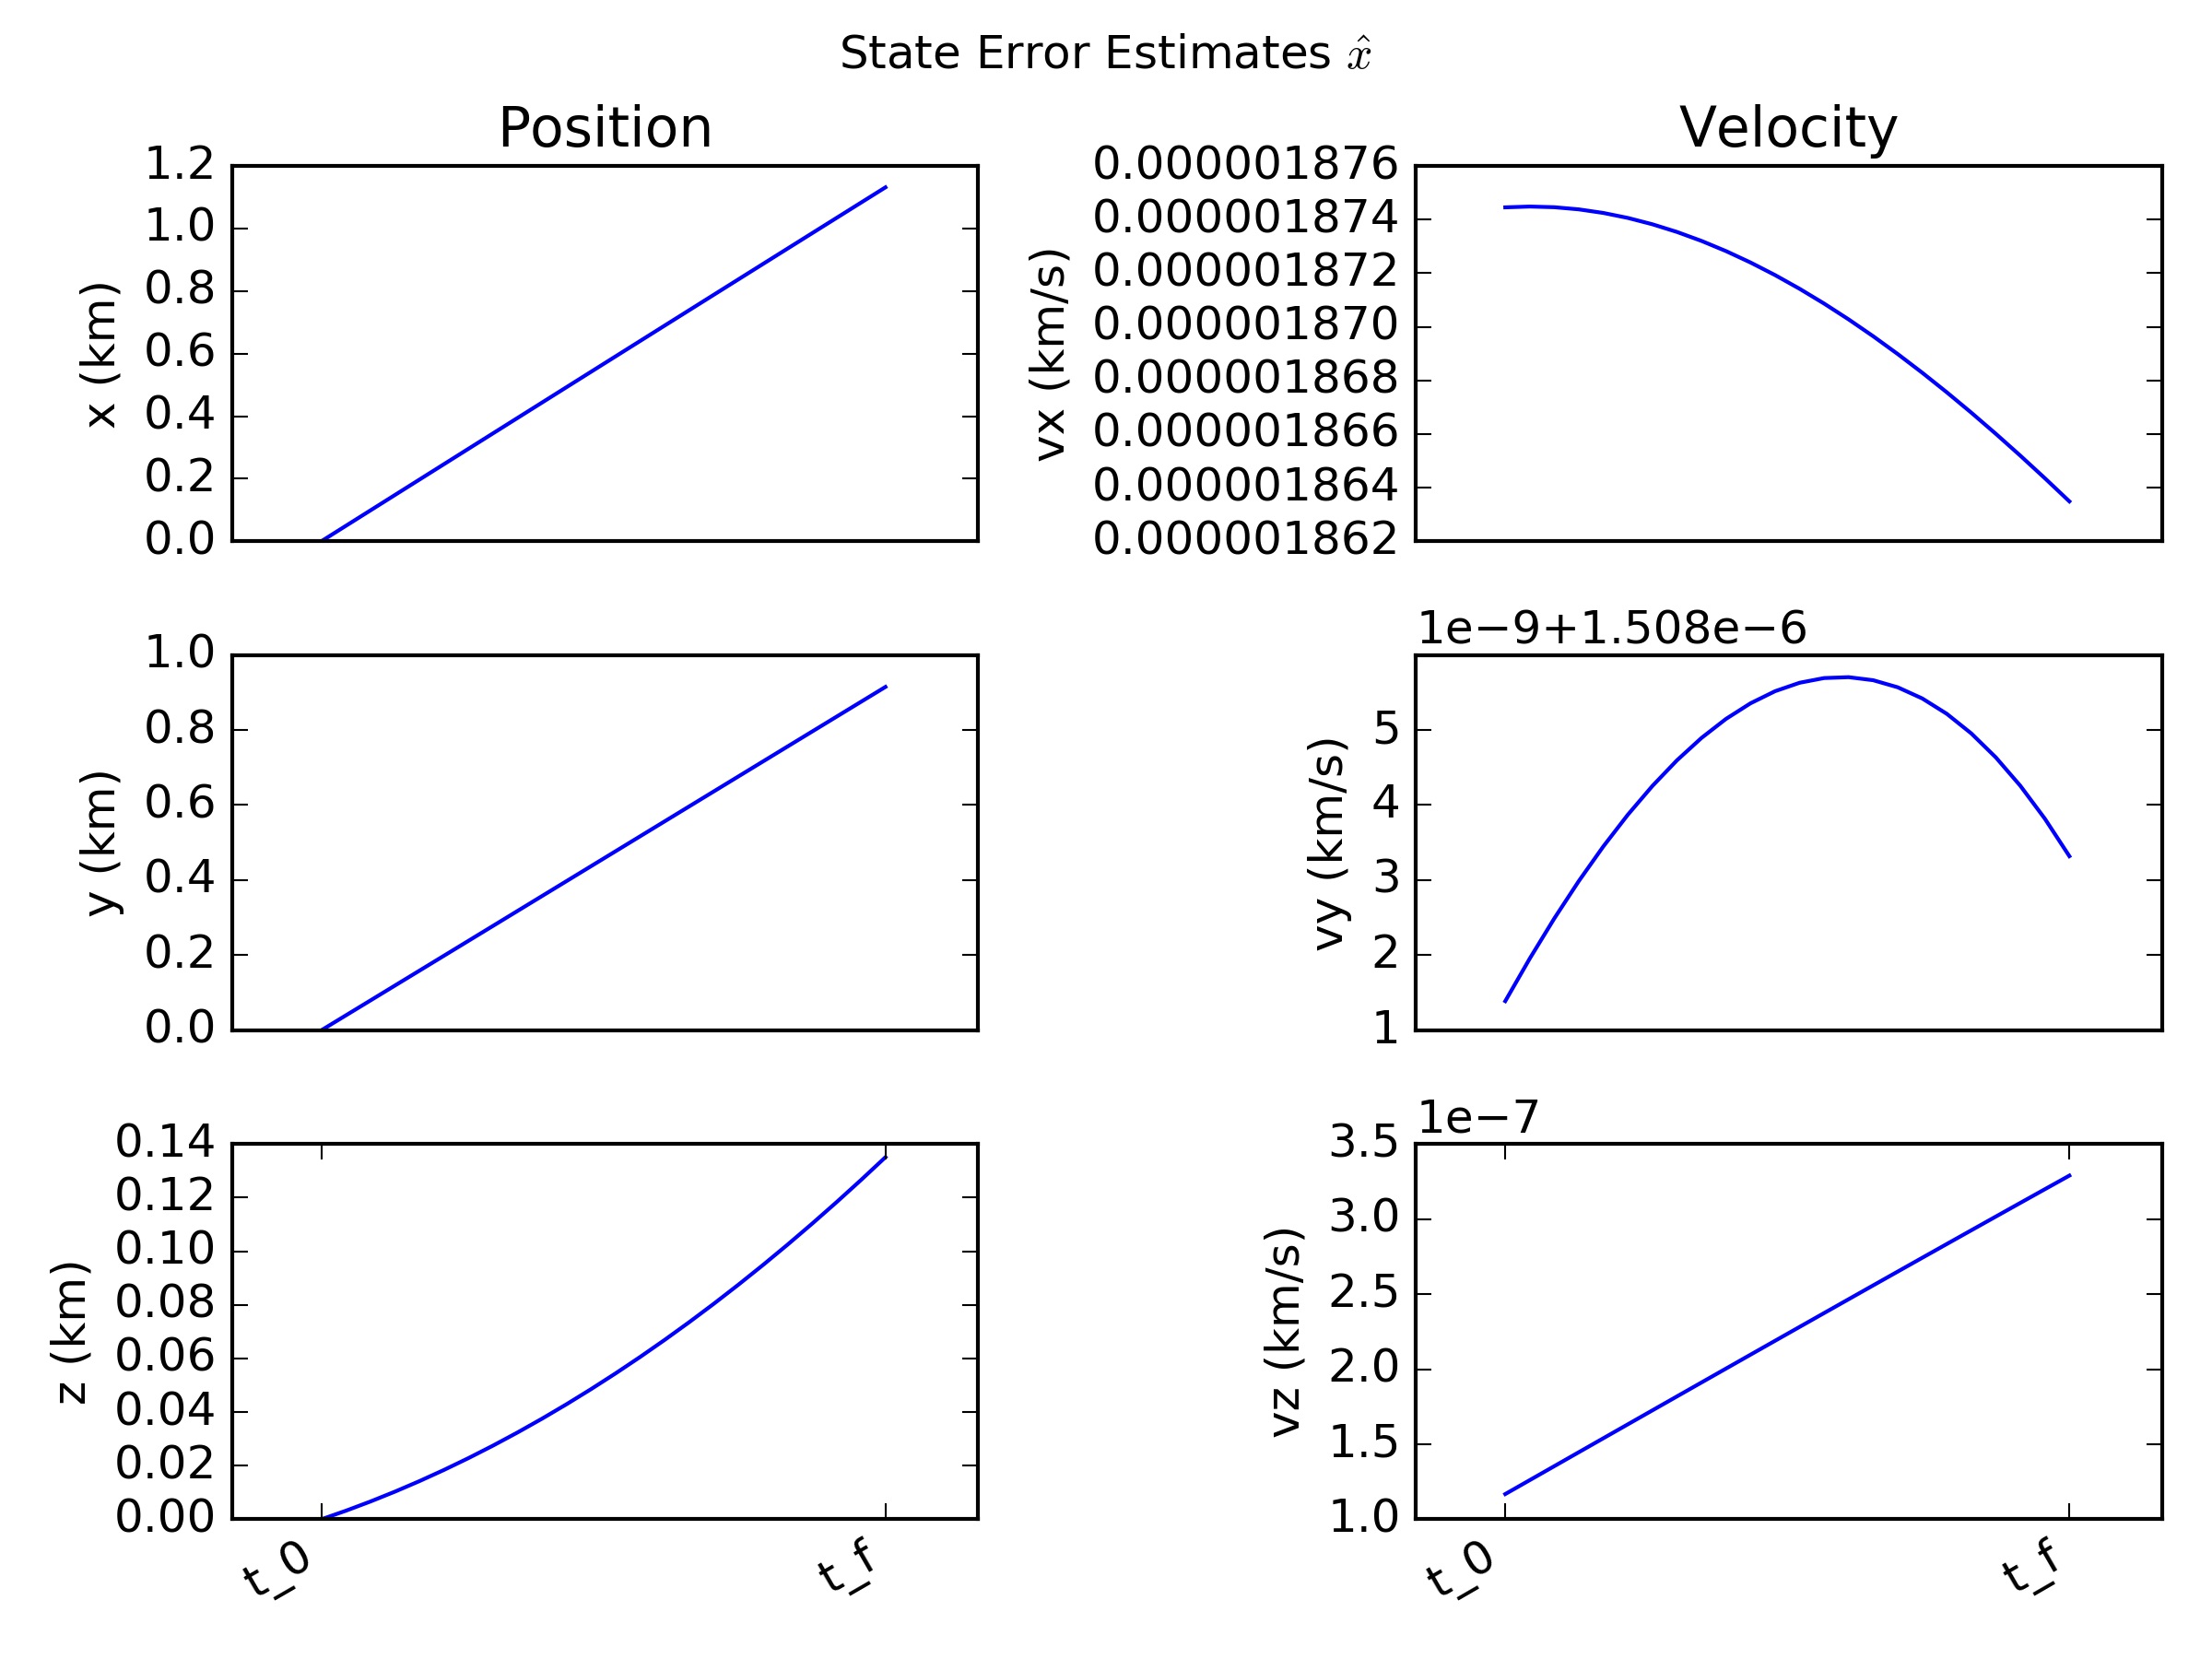 State Error Estimates x̂
Position
1.2
1.0
0.8
0.6
0.4
0.2
0.0
x (km)
Velocity
0.000001876
0.000001874
0.000001872
0.000001870
0.000001868
0.000001866
0.000001864
0.000001862
vx (km/s)
1.0
0.8
0.6
0.4
0.2
0.0
y (km)
1e−9+1.508e−6
5
4
3
2
1
vy (km/s)
0.14
0.12
0.10
0.08
0.06
0.04
0.02
0.00
z (km)
t_0
t_f
1e−7
3.5
3.0
2.5
2.0
1.5
1.0
vz (km/s)
t_0
t_f